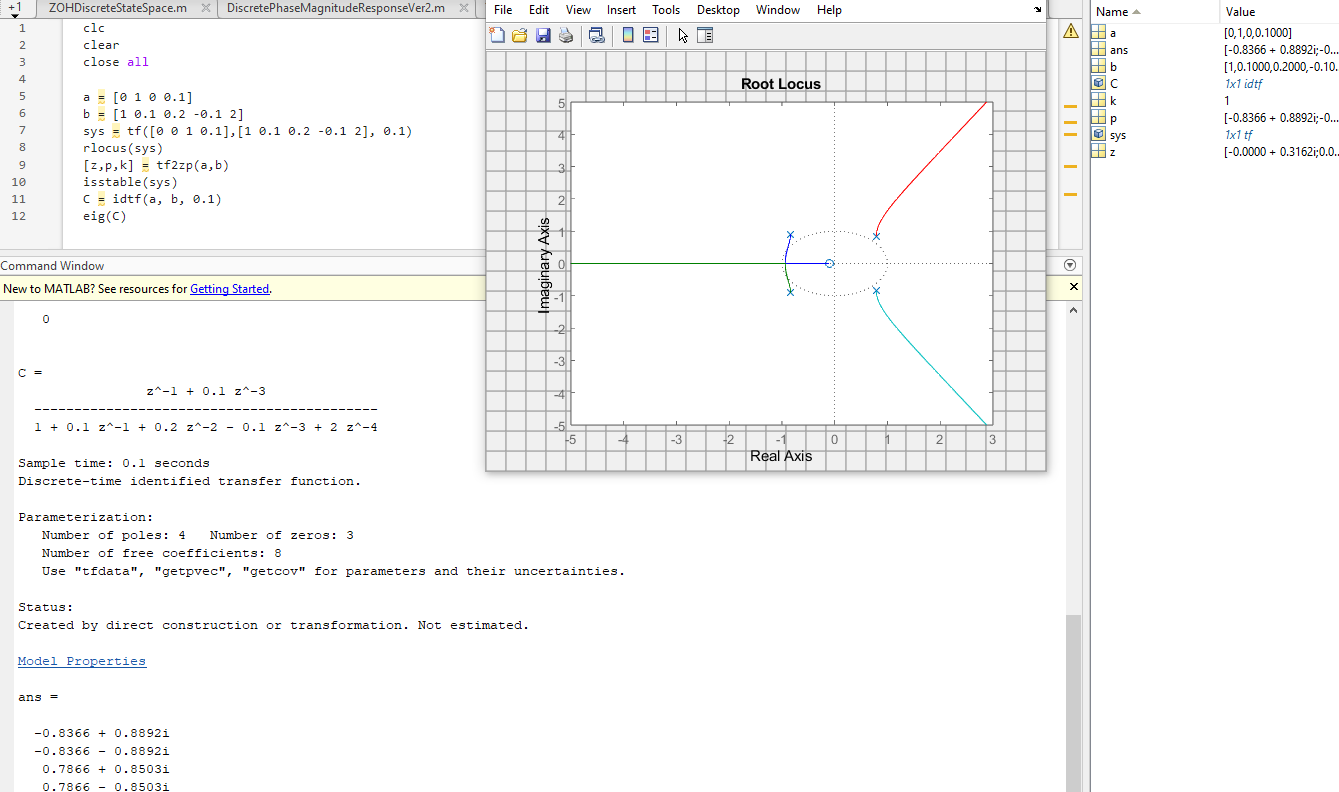 +1 ZOHDiscreteStateSpace.m DiscretePhaseMagnitudeResponseVer2.m
1 clc
2 clear
3 close all
4
5 a = [0 1 0 0.1]
6 b = [1 0.1 0.2 -0.1 2]
7 sys = tf([0 0 1 0.1],[1 0.1 0.2 -0.1 2], 0.1)
8 rlocus(sys)
9 [z,p,k] = tf2zp(a,b)
10 isstable(sys)
11 C = idtf(a, b, 0.1)
12 eig(C)
File Edit View Insert Tools Desktop Window Help
Root Locus
Imaginary Axis
5
4
3
2
1
0
-1
-2
-3
-4
-5
-5 -4 -3 -2 -1 0 1 2 3
Real Axis
Name Value
a [0,1,0,0.1000]
ans [-0.8366 + 0.8892i;-0...
b [1,0.1000,0.2000,-0.10..
C 1x1 idtf
k 1
p [-0.8366 + 0.8892i;-0...
sys 1x1 tf
z [-0.0000 + 0.3162i;0.0..
Command Window
New to MATLAB? See resources for Getting Started.
0
C =
z^-1 + 0.1 z^-3
-------------------------------------------
1 + 0.1 z^-1 + 0.2 z^-2 - 0.1 z^-3 + 2 z^-4
Sample time: 0.1 seconds
Discrete-time identified transfer function.
Parameterization:
Number of poles: 4 Number of zeros: 3
Number of free coefficients: 8
Use "tfdata", "getpvec", "getcov" for parameters and their uncertainties.
Status:
Created by direct construction or transformation. Not estimated.
Model Properties
ans =
-0.8366 + 0.8892i
-0.8366 - 0.8892i
0.7866 + 0.8503i
0.7866 - 0.8503i